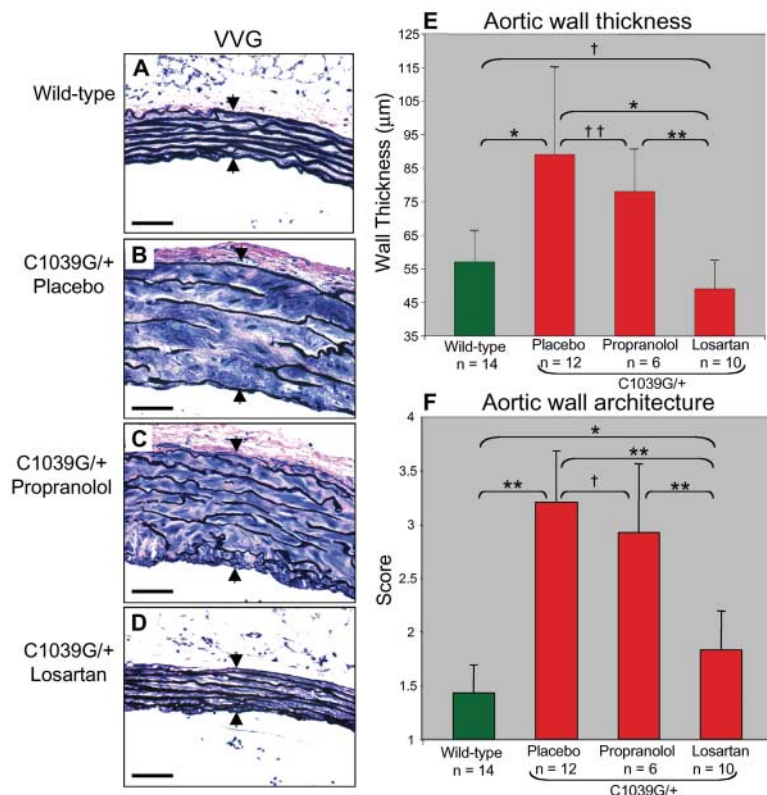 VVG
Wild-type
A
C1039G/+
Placebo
B
C1039G/+
Propranolol
C
C1039G/+
Losartan
D
E
Aortic wall thickness
Wall Thickness (μm)
125
115
105
95
85
75
65
55
45
35
†
*
* †† **
Wild-type Placebo Propranolol Losartan
n = 14 n = 12 n = 6 n = 10
C1039G/+
F
Aortic wall architecture
Score
4
3.5
3
2.5
2
1.5
1
*
**
** † **
Wild-type Placebo Propranolol Losartan
n = 14 n = 12 n = 6 n = 10
C1039G/+